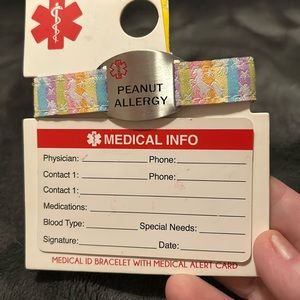 PEANUT
ALLERGY
MEDICAL INFO
Physician: Phone:
Contact 1: Phone:
Contact 1:
Medications:
Blood Type: Special Needs:
Signature: Date:
MEDICAL ID BRACELET WITH MEDICAL ALERT CARD